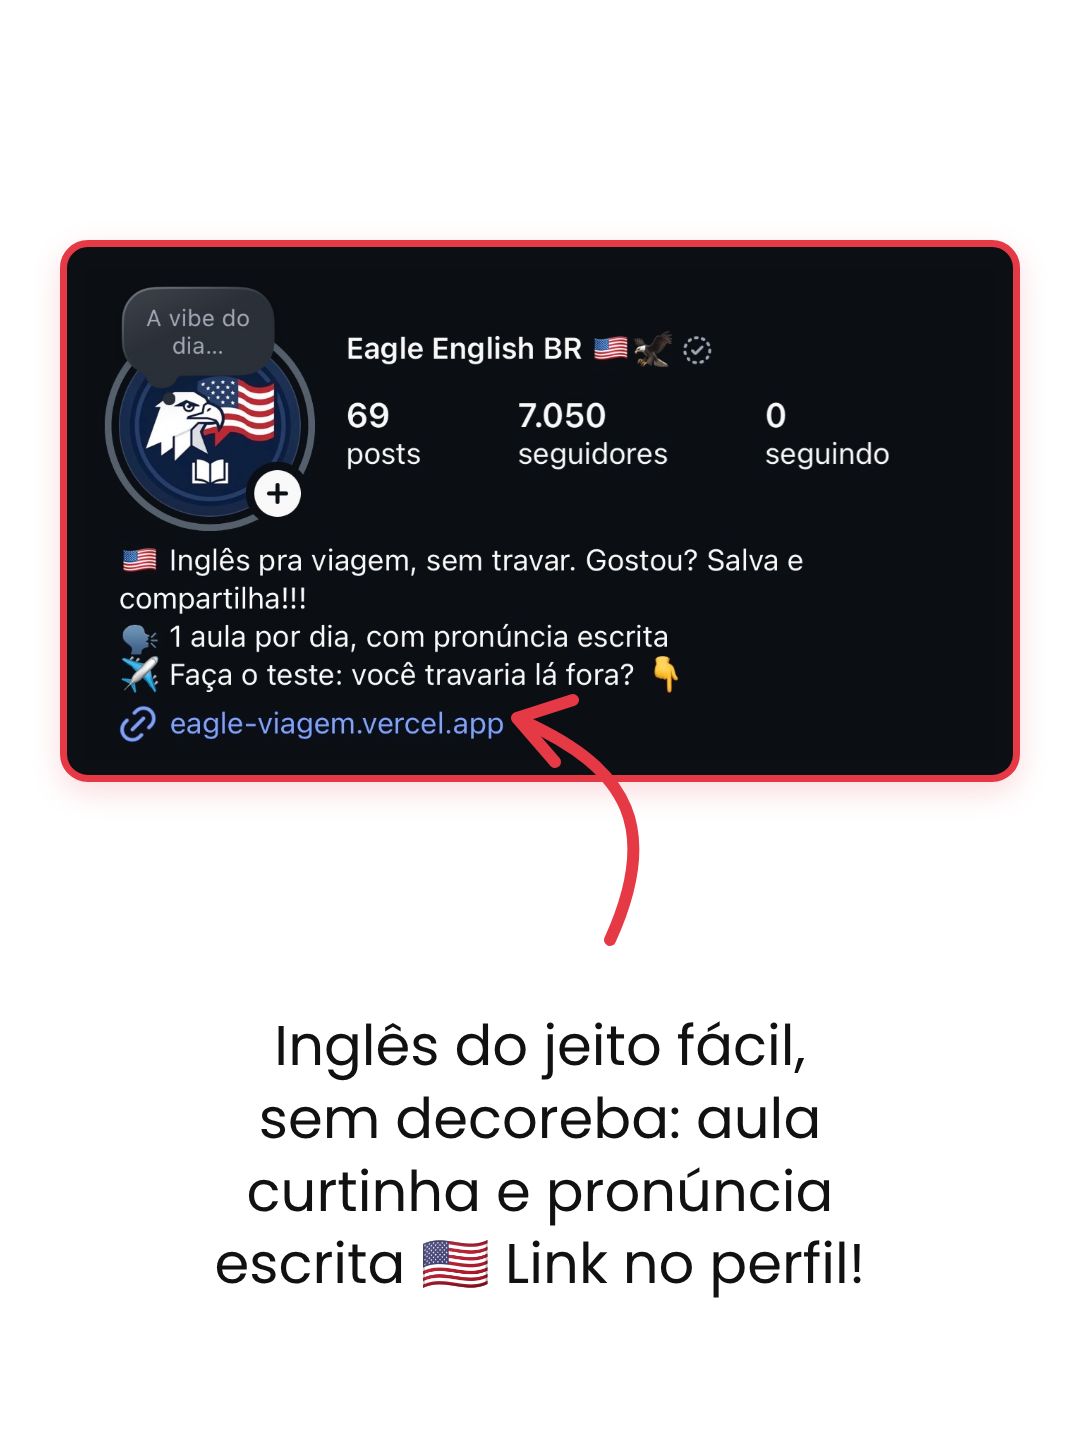 A vibe do
dia...
Eagle English BR 🇺🇸🦅
69
posts
7.050
seguidores
0
seguindo
🇺🇸 Inglês pra viagem, sem travar. Gostou? Salva e
compartilha!!!
🗣️ 1 aula por dia, com pronúncia escrita
✈️ Faça o teste: você travaria lá fora? 👇
eagle-viagem.vercel.app
Inglês do jeito fácil,
sem decoreba: aula
curtinha e pronúncia
escrita 🇺🇸 Link no perfil!